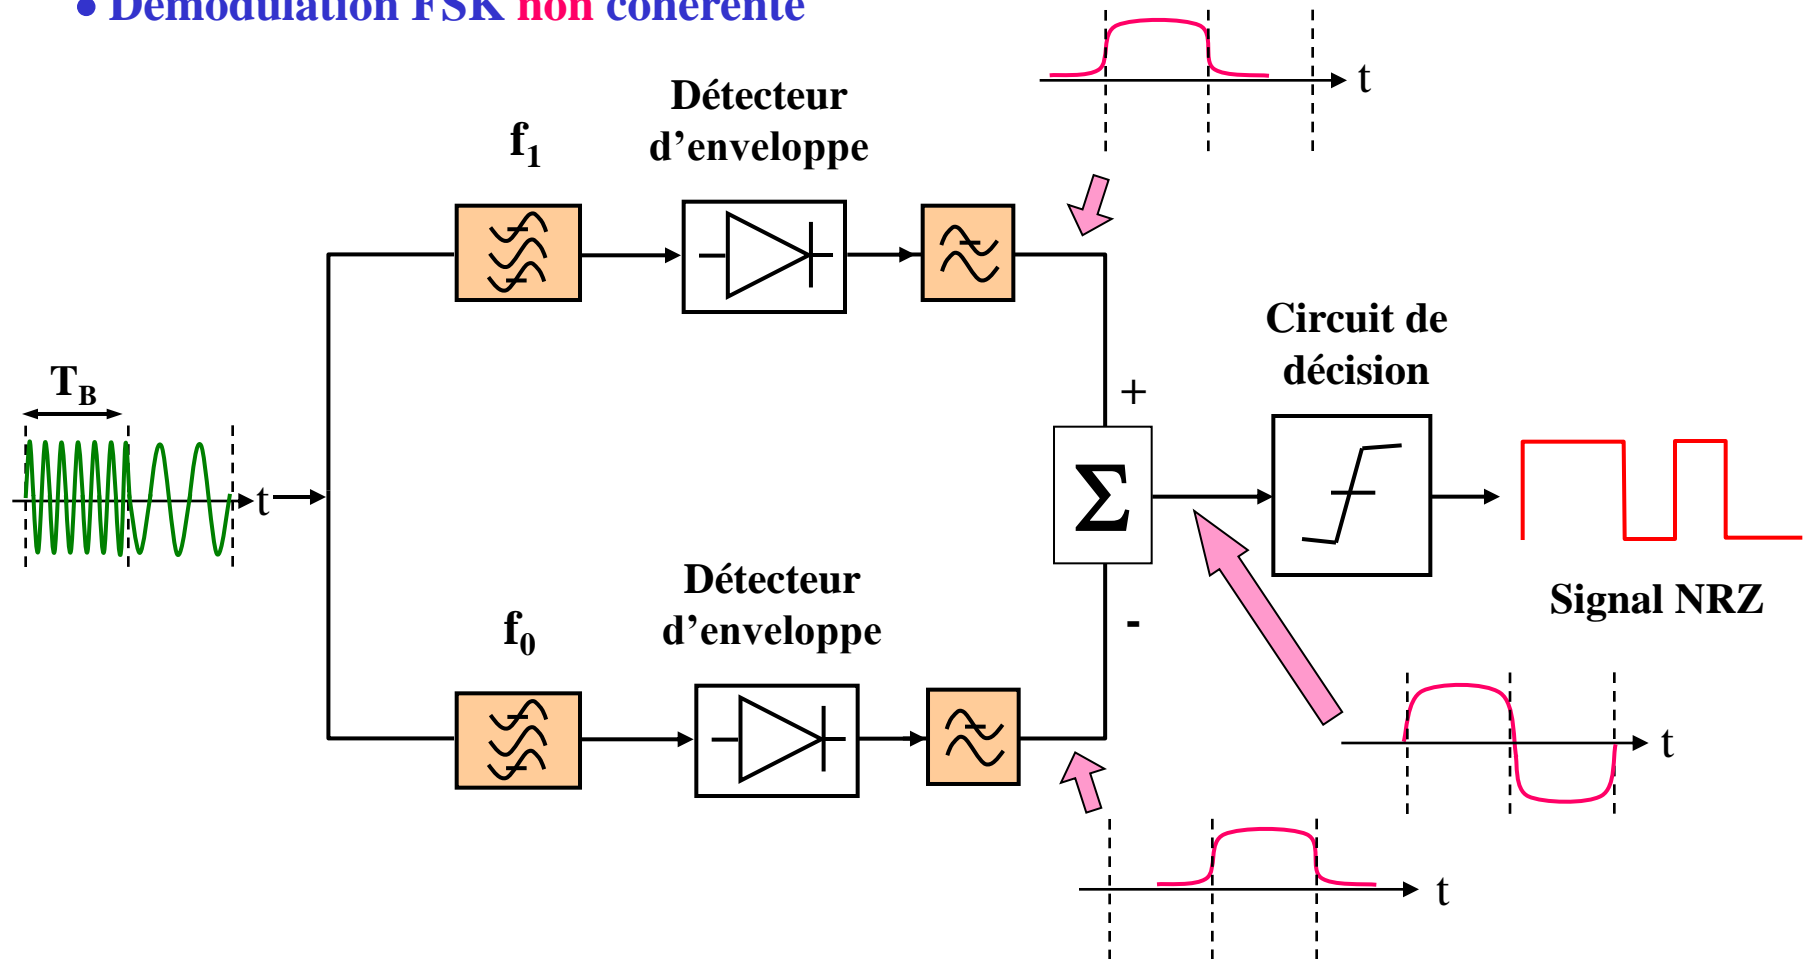 • Démodulation FSK non cohérente
t
Détecteur
d’enveloppe
f1
Circuit de
décision
TB
+
t
Σ
Signal NRZ
-
Détecteur
d’enveloppe
f0
t
t